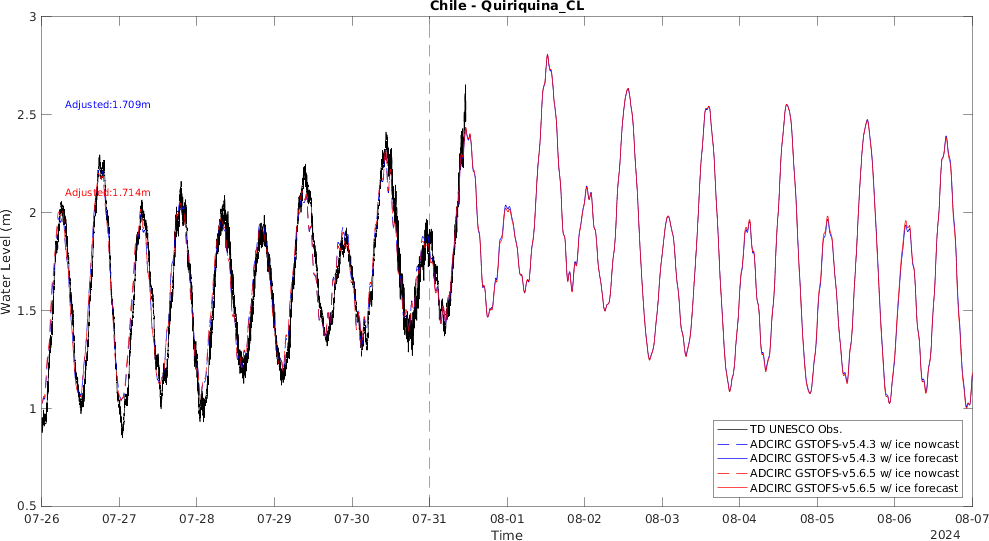 Chile - Quiriquina_CL
3
2.5
2
1.5
1
0.5
Water Level (m)
Adjusted:1.709m
Adjusted:1.714m
TD UNESCO Obs.
ADCIRC GSTOFS-v5.4.3 w/ ice nowcast
ADCIRC GSTOFS-v5.4.3 w/ ice forecast
ADCIRC GSTOFS-v5.6.5 w/ ice nowcast
ADCIRC GSTOFS-v5.6.5 w/ ice forecast
07-26 07-27 07-28 07-29 07-30 07-31 08-01 08-02 08-03 08-04 08-05 08-06 08-07
Time
2024